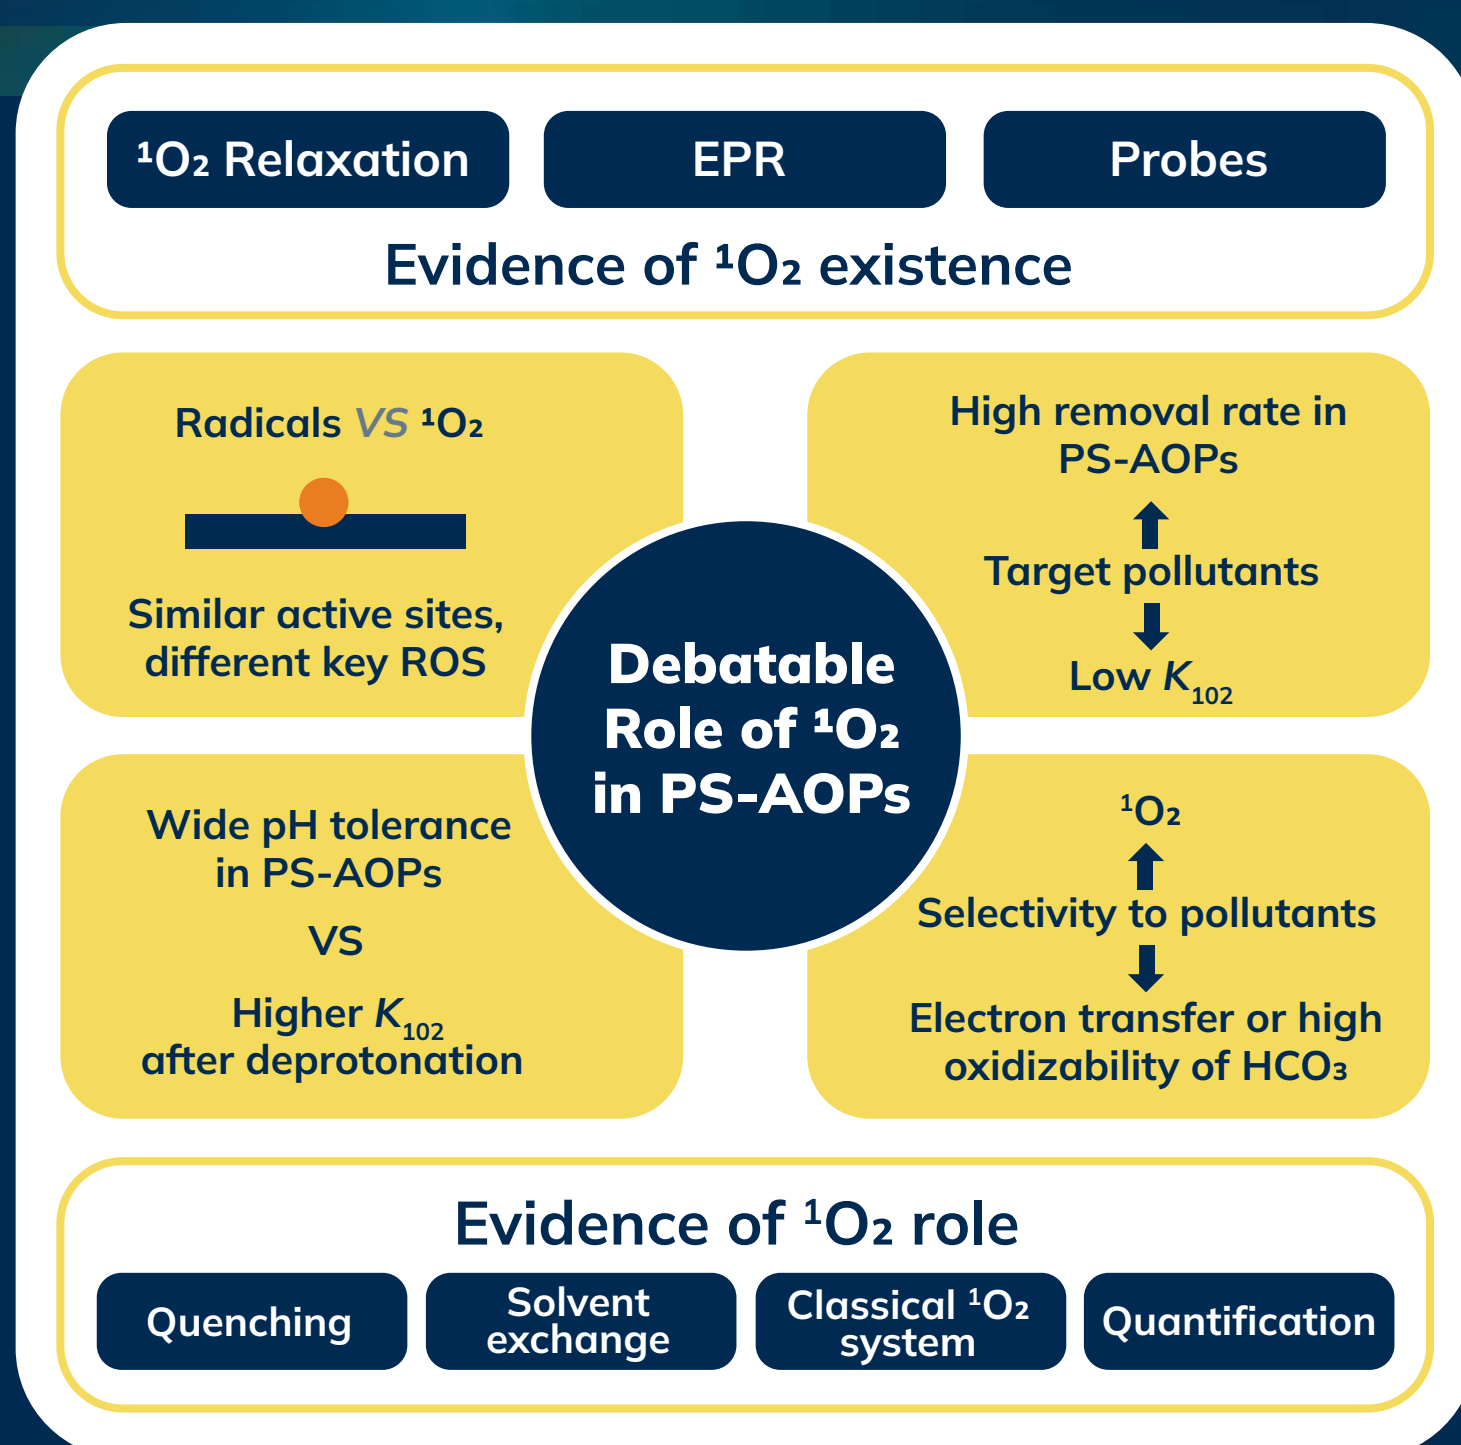 ¹O₂ Relaxation
EPR
Probes
Evidence of ¹O₂ existence
Radicals VS ¹O₂
Similar active sites,
different key ROS
High removal rate in
PS-AOPs
Target pollutants
Low K₁₀₂
Debatable
Role of ¹O₂
in PS-AOPs
Wide pH tolerance
in PS-AOPs
VS
Higher K₁₀₂
after deprotonation
¹O₂
Selectivity to pollutants
Electron transfer or high
oxidizability of HCO₃
Evidence of ¹O₂ role
Quenching
Solvent
exchange
Classical ¹O₂
system
Quantification